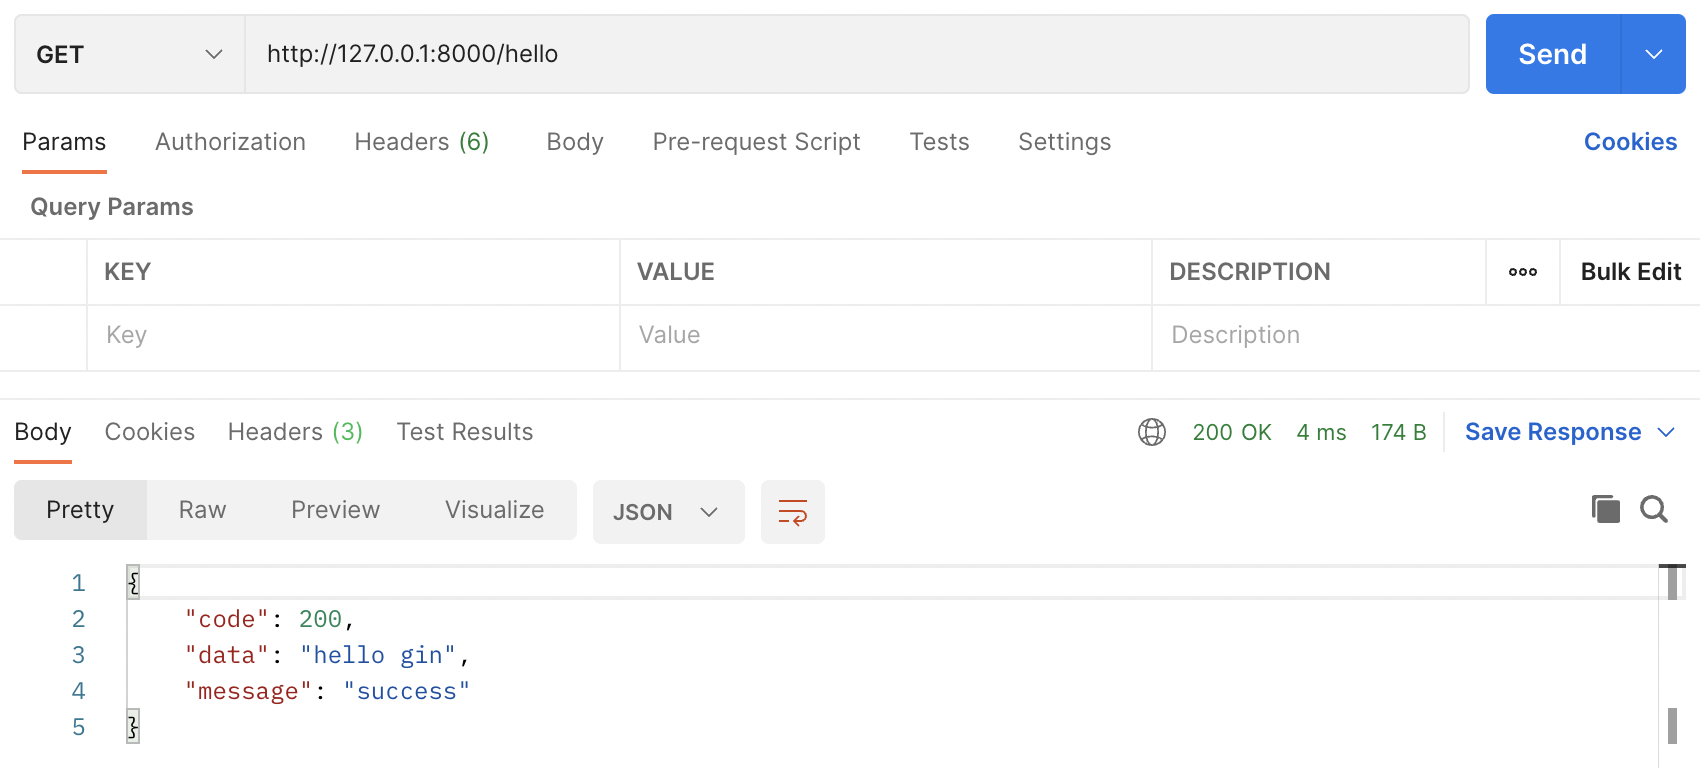 GET http://127.0.0.1:8000/hello Send
Params Authorization Headers (6) Body Pre-request Script Tests Settings Cookies
Query Params
KEY VALUE DESCRIPTION ooo Bulk Edit
Key Value Description
Body Cookies Headers (3) Test Results 200 OK 4 ms 174 B Save Response
Pretty Raw Preview Visualize JSON
1 {
2 "code": 200,
3 "data": "hello gin",
4 "message": "success"
5 }